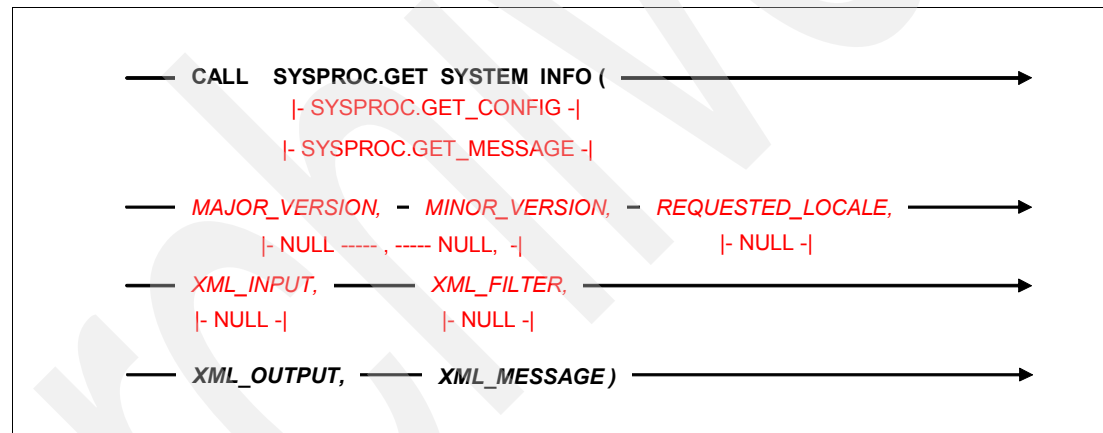 CALL SYSPROC.GET SYSTEM INFO (
|- SYSPROC.GET_CONFIG -|
|- SYSPROC.GET_MESSAGE -|
MAJOR_VERSION, – MINOR_VERSION, – REQUESTED_LOCALE,
|- NULL ----- , ----- NULL, -| |- NULL -|
XML_INPUT, XML_FILTER,
|- NULL -| |- NULL -|
XML_OUTPUT, XML_MESSAGE )